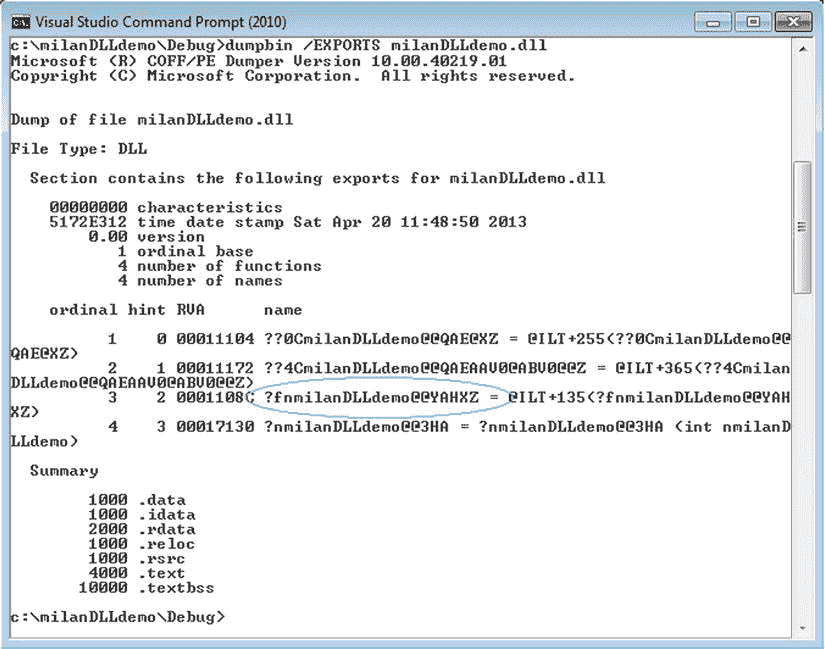 Visual Studio Command Prompt (2010)
c:\milanDLLdemo\Debug>dumpbin /EXPORTS milanDLLdemo.dll
Microsoft (R) COFF/PE Dumper Version 10.00.40219.01
Copyright (C) Microsoft Corporation.  All rights reserved.
Dump of file milanDLLdemo.dll
File Type: DLL
Section contains the following exports for milanDLLdemo.dll
00000000 characteristics
5172E312 time date stamp Sat Apr 20 11:48:50 2013
0.00 version
1 ordinal base
4 number of functions
4 number of names
ordinal hint RVA      name
1    0 00011104 ??0CmilanDLLdemo@@QAE@XZ = @ILT+255(??0CmilanDLLdemo@@
QAE@XZ)
2    1 00011172 ??4CmilanDLLdemo@@QAEAAV0@ABV0@@Z = @ILT+365(??4Cmilan
DLLdemo@@QAEAAV0@ABV0@@Z)
3    2 0001108C ?fnmilanDLLdemo@@YAHXZ = @ILT+135(?fnmilanDLLdemo@@YAH
XZ)
4    3 00017130 ?nmilanDLLdemo@@3HA = ?nmilanDLLdemo@@3HA (int nmilanD
LLdemo)
Summary
1000 .data
1000 .idata
2000 .rdata
1000 .reloc
1000 .rsrc
4000 .text
10000 .textbss
c:\milanDLLdemo\Debug>